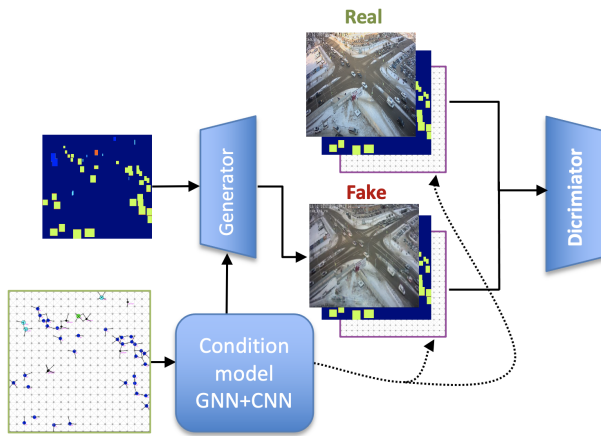 Real
Generator
Fake
Dicrimiator
Condition
model
GNN+CNN